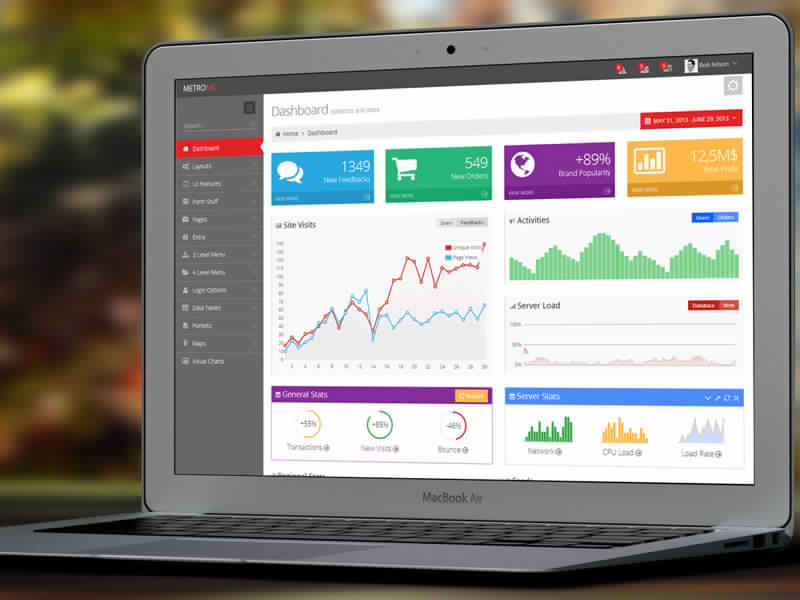 METRONIC
Bob Nilson
Search...
Dashboard
Layouts
UI Features
Form Stuff
Pages
Extra
2 Level Menu
4 Level Menu
Login Options
Data Tables
Portlets
Maps
Visual Charts
Dashboard statistics and more
Home > Dashboard
MAY 31, 2013 - JUNE 29, 2013
1349
New Feedbacks
VIEW MORE
549
New Orders
VIEW MORE
+89%
Brand Popularity
VIEW MORE
12,5M$
Total Profit
VIEW MORE
Site Visits
Users Feedbacks
Unique Visits
Page Views
Activities
Users Orders
Server Load
Database Web
100%
50%
0%
General Stats
+55%
Transactions
New Visits
-46%
Bounce
Server Stats
Network
CPU Load
Load Rate
MacBook Air